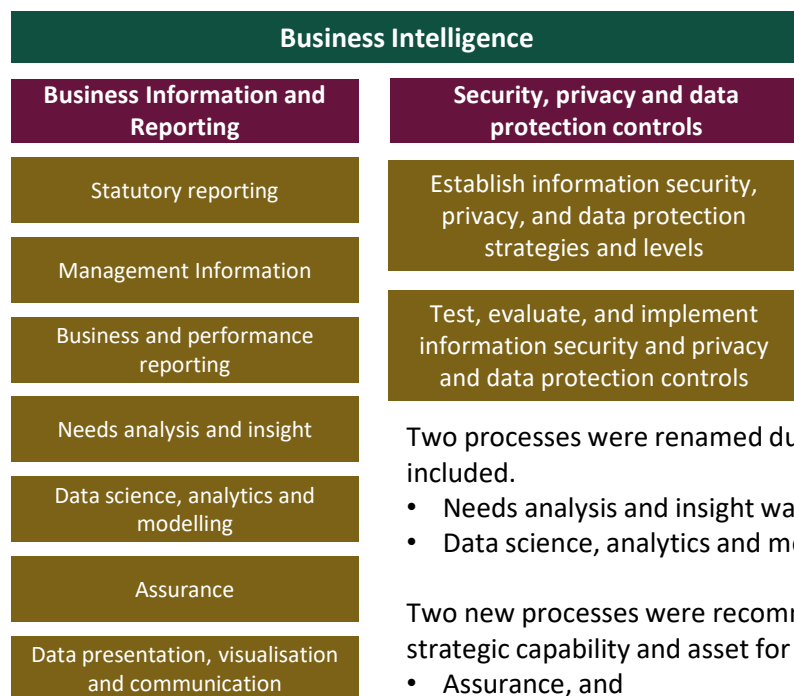 Business Intelligence
Business Information and
Reporting
Statutory reporting
Management Information
Business and performance
reporting
Needs analysis and insight
Data science, analytics and
modelling
Assurance
Data presentation, visualisation
and communication
Security, privacy and data
protection controls
Establish information security,
privacy, and data protection
strategies and levels
Test, evaluate, and implement
information security and privacy
and data protection controls
Two processes were renamed
included.
• Needs analysis and insight
• Data science, analytics and
Two new processes were
strategic capability and asset for
• Assurance, and